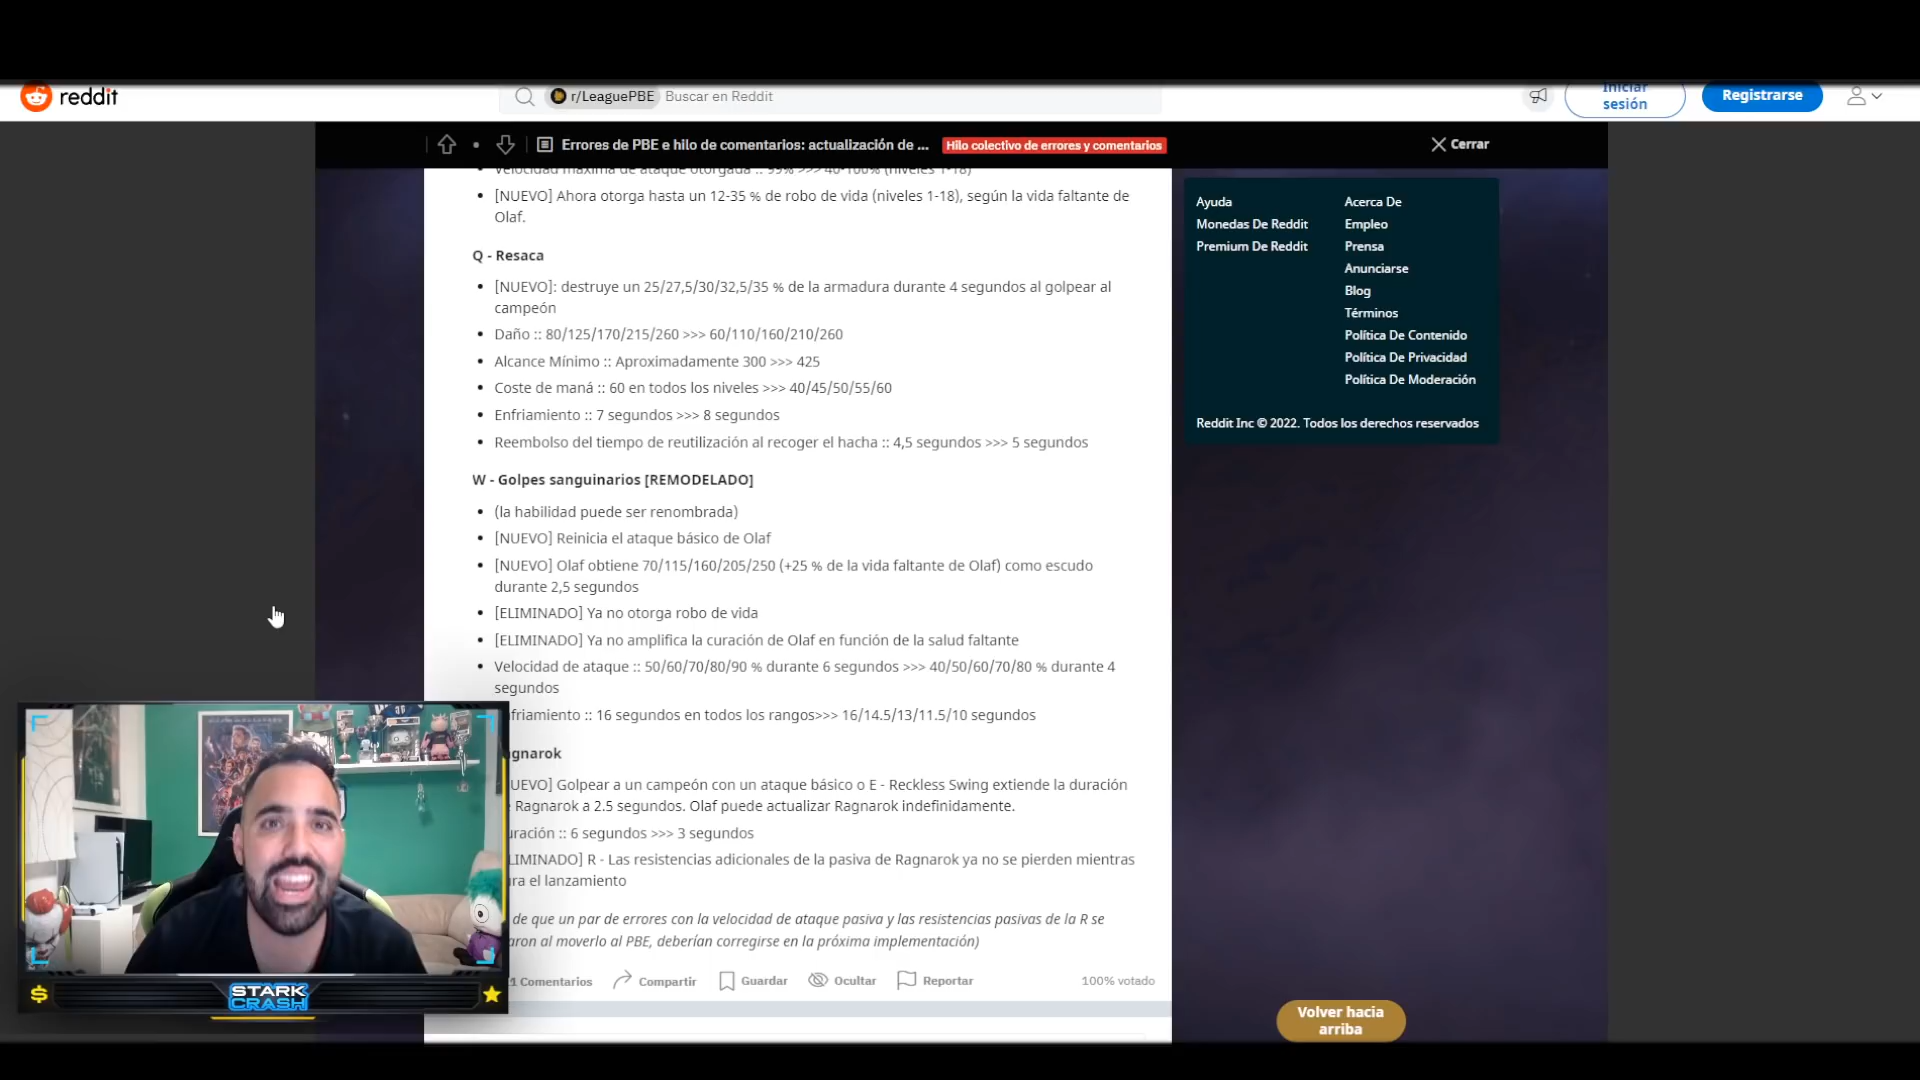 reddit
r/LeaguePBE Buscar en Reddit
Iniciar
sesión
Registrarse
Errores de PBE e hilo de comentarios: actualización de ...
Hilo colectivo de errores y comentarios
Cerrar
Velocidad máxima de ataque otorgada :: 99% >>> 40-100% (niveles 1-18)
[NUEVO] Ahora otorga hasta un 12-35 % de robo de vida (niveles 1-18), según la vida faltante de
Olaf.
Q - Resaca
[NUEVO]: destruye un 25/27,5/30/32,5/35 % de la armadura durante 4 segundos al golpear al
campeón
Daño :: 80/125/170/215/260 >>> 60/110/160/210/260
Alcance Mínimo :: Aproximadamente 300 >>> 425
Coste de maná :: 60 en todos los niveles >>> 40/45/50/55/60
Enfriamiento :: 7 segundos >>> 8 segundos
Reembolso del tiempo de reutilización al recoger el hacha :: 4,5 segundos >>> 5 segundos
W - Golpes sanguinarios [REMODELADO]
(la habilidad puede ser renombrada)
[NUEVO] Reinicia el ataque básico de Olaf
[NUEVO] Olaf obtiene 70/115/160/205/250 (+25 % de la vida faltante de Olaf) como escudo
durante 2,5 segundos
[ELIMINADO] Ya no otorga robo de vida
[ELIMINADO] Ya no amplifica la curación de Olaf en función de la salud faltante
Velocidad de ataque :: 50/60/70/80/90 % durante 6 segundos >>> 40/50/60/70/80 % durante 4
segundos
friamiento :: 16 segundos en todos los rangos>>> 16/14.5/13/11.5/10 segundos
gnarok
UEVO] Golpear a un campeón con un ataque básico o E - Reckless Swing extiende la duración
Ragnarok a 2.5 segundos. Olaf puede actualizar Ragnarok indefinidamente.
uración :: 6 segundos >>> 3 segundos
LIMINADO] R - Las resistencias adicionales de la pasiva de Ragnarok ya no se pierden mientras
ra el lanzamiento
de que un par de errores con la velocidad de ataque pasiva y las resistencias pasivas de la R se
aron al moverlo al PBE, deberían corregirse en la próxima implementación)
1 Comentarios Compartir Guardar Ocultar Reportar 100% votado
Ayuda
Monedas De Reddit
Premium De Reddit
Acerca De
Empleo
Prensa
Anunciarse
Blog
Términos
Política De Contenido
Política De Privacidad
Política De Moderación
Reddit Inc © 2022. Todos los derechos reservados
Volver hacia
arriba
$
STARK
CRASH